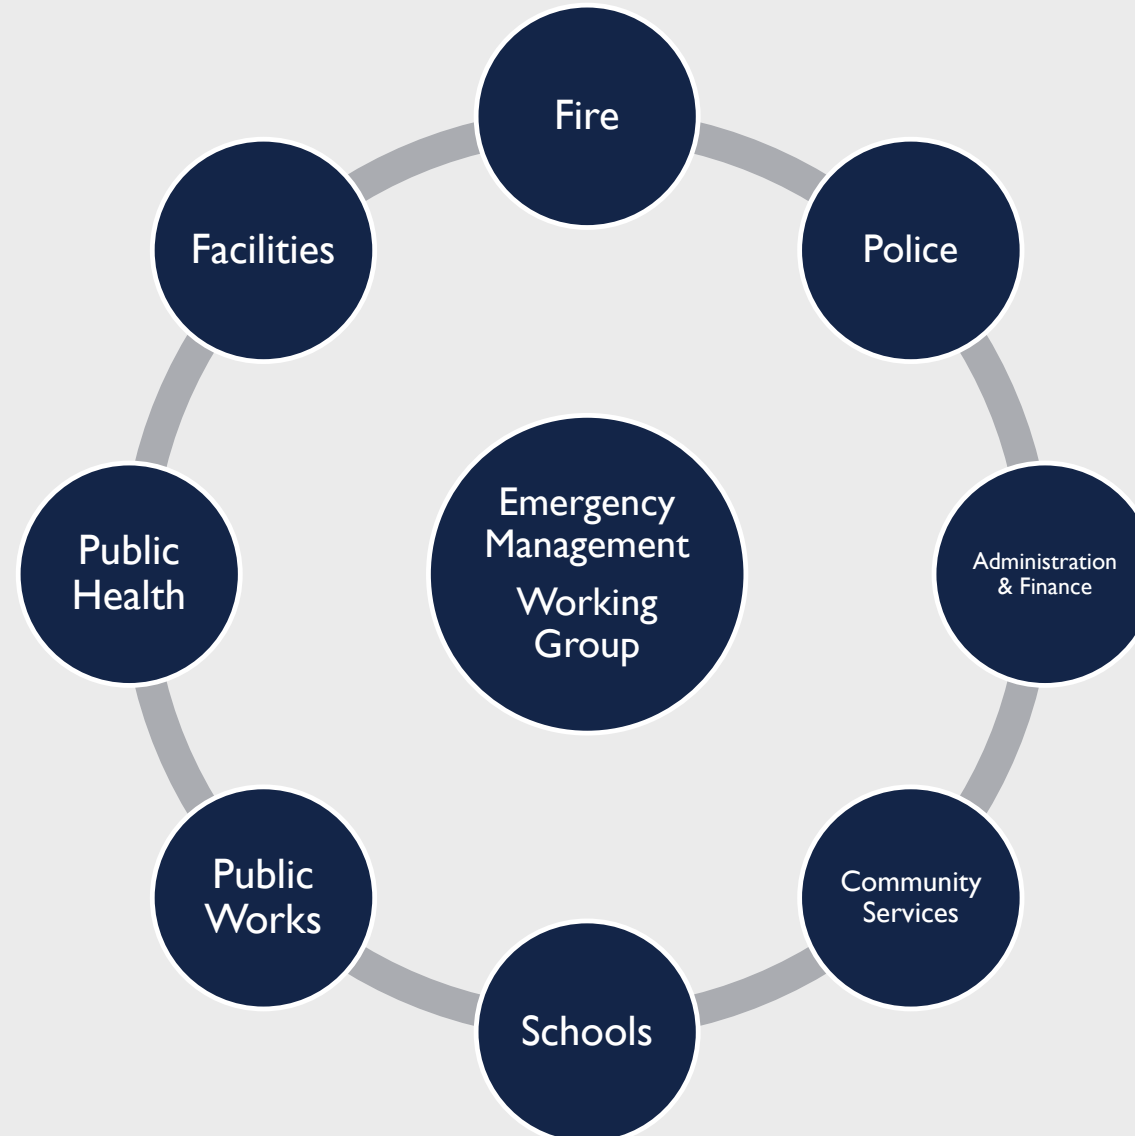 Fire
Police
Administration
& Finance
Community
Services
Schools
Public
Works
Public
Health
Facilities
Emergency
Management
Working
Group